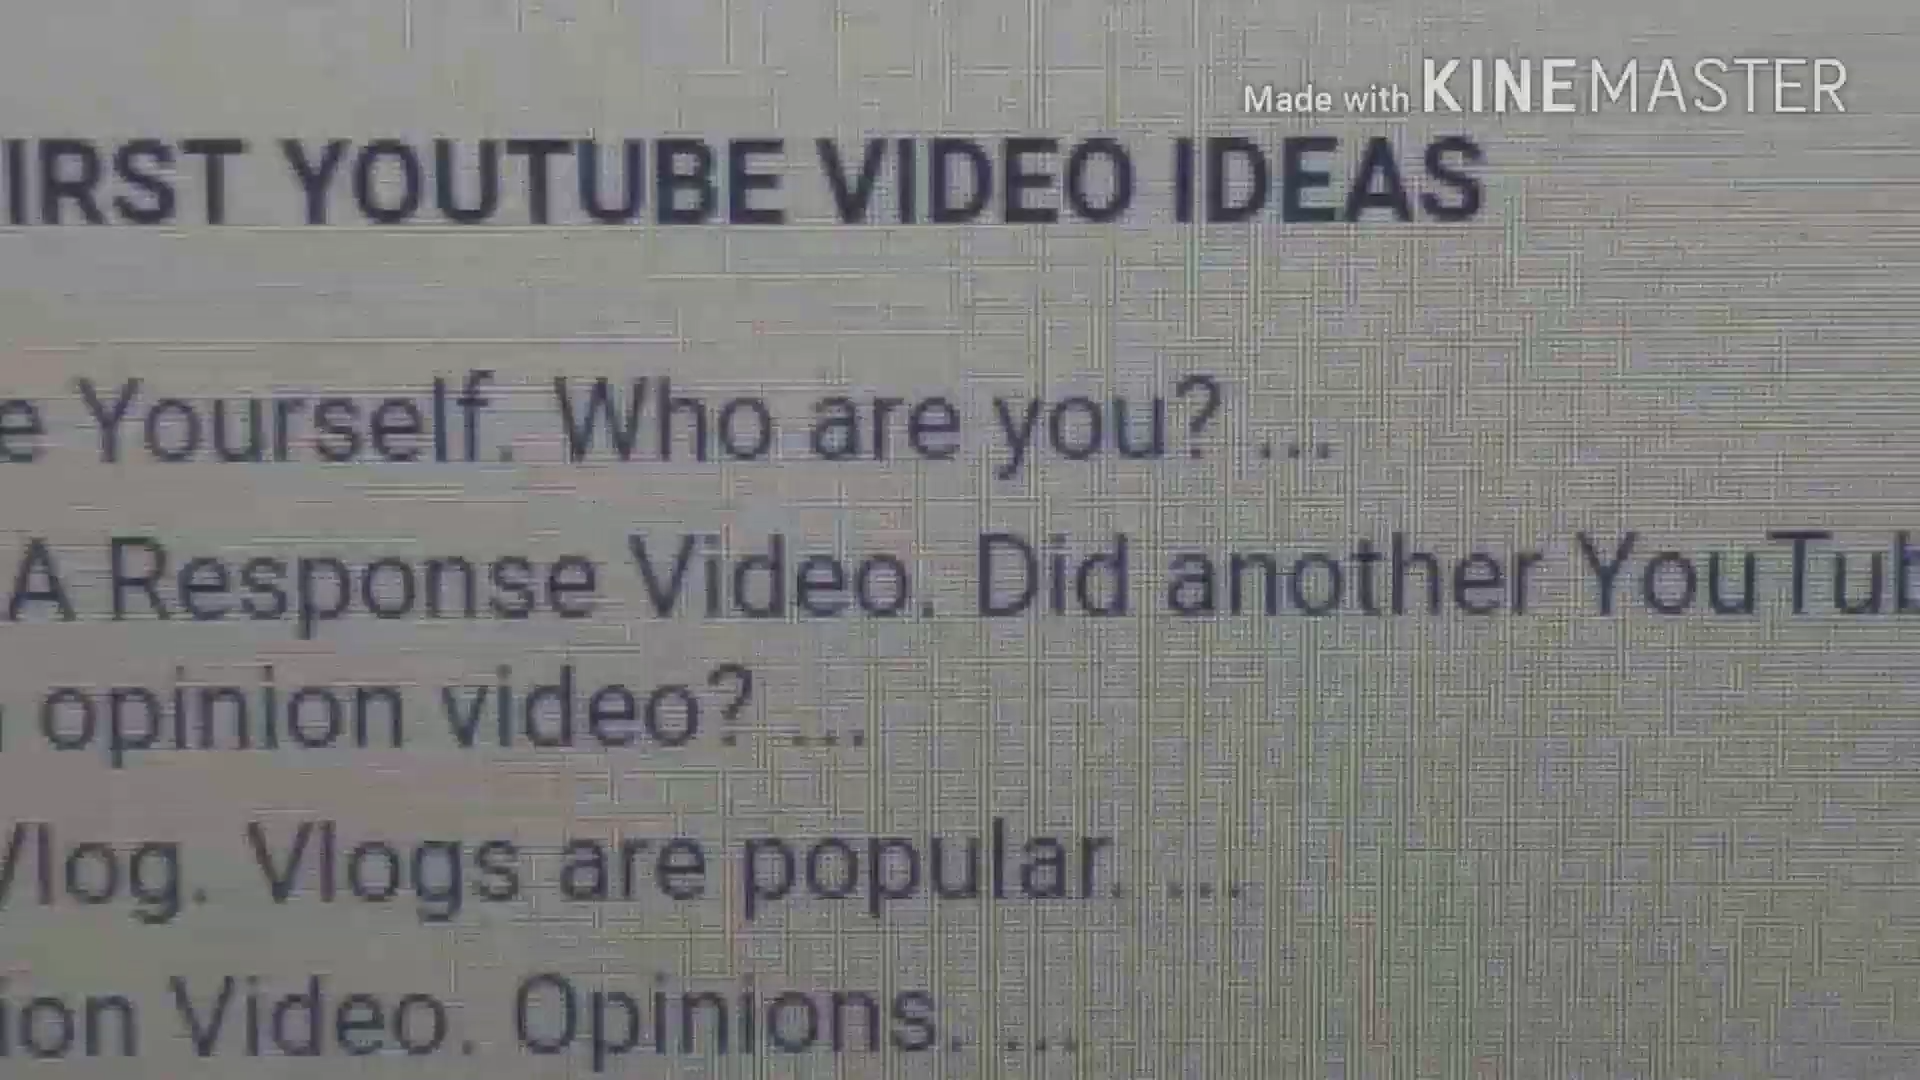 Made with KINEMASTER
IRST YOUTUBE VIDEO IDEAS
e Yourself. Who are you? ...
A Response Video. Did another YouTub
opinion video? ...
Vlog. Vlogs are popular. ...
ion Video. Opinions. ...